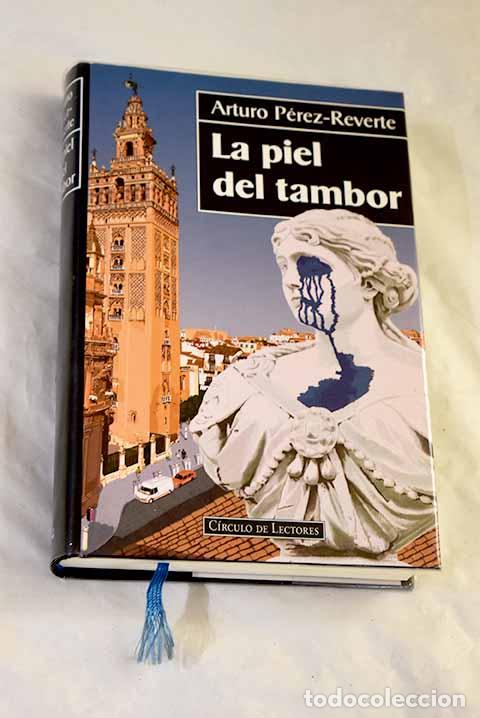 Arturo Pérez-Reverte
La piel
del tambor
CÍRCULO DE LECTORES
todocoleccion